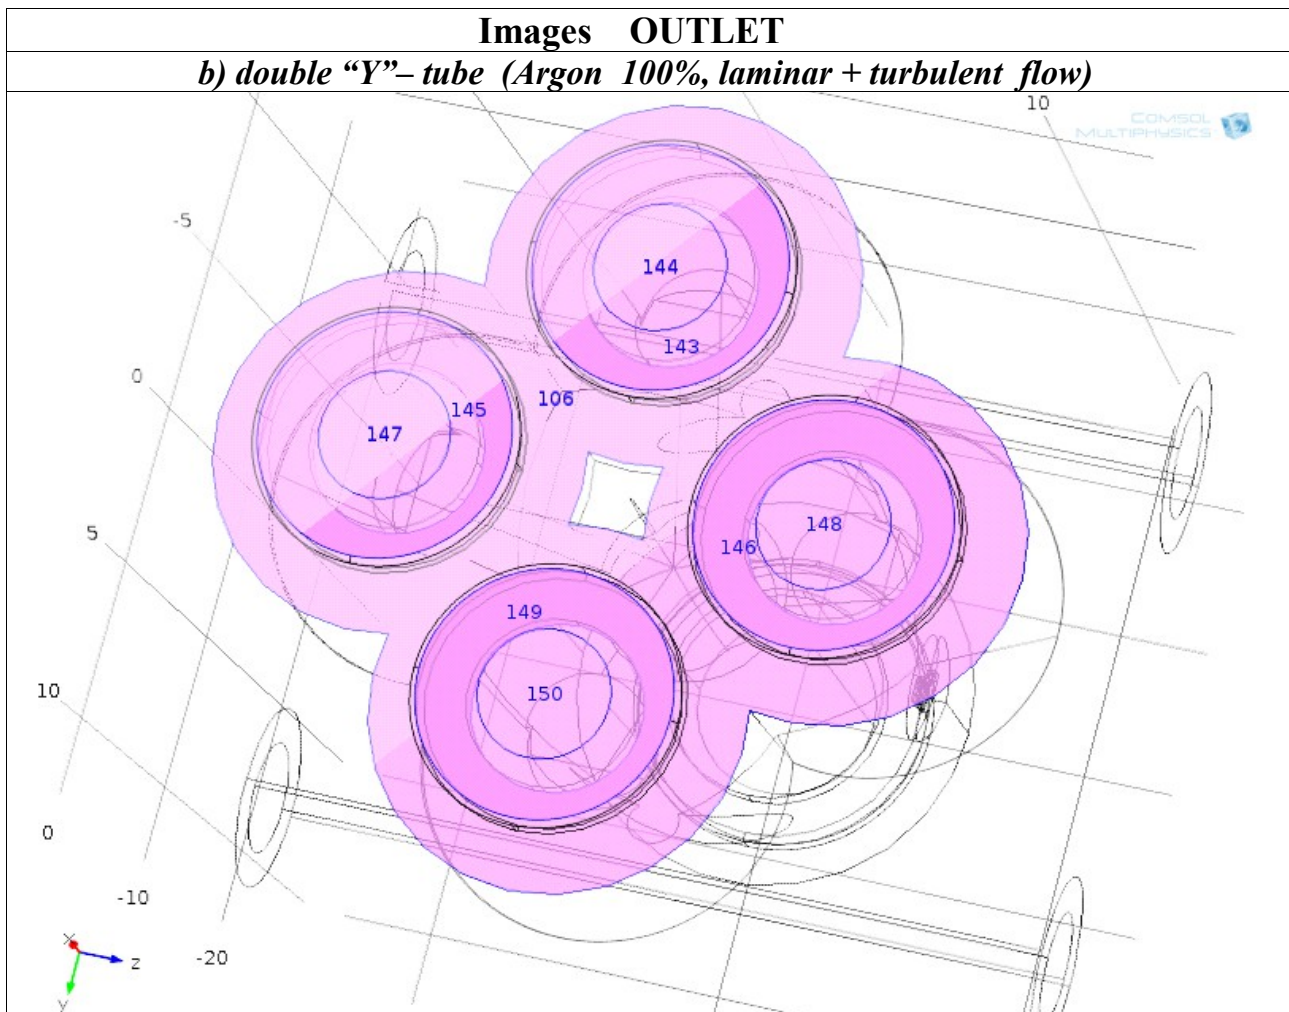 Images OUTLET
b) double “Y”– tube (Argon 100%, laminar + turbulent flow)
10
COMSOL
MULTIPHYSICS
-5
144
143
0
106
145
147
5
148
146
149
150
10
0
-10
-20
x
z
y